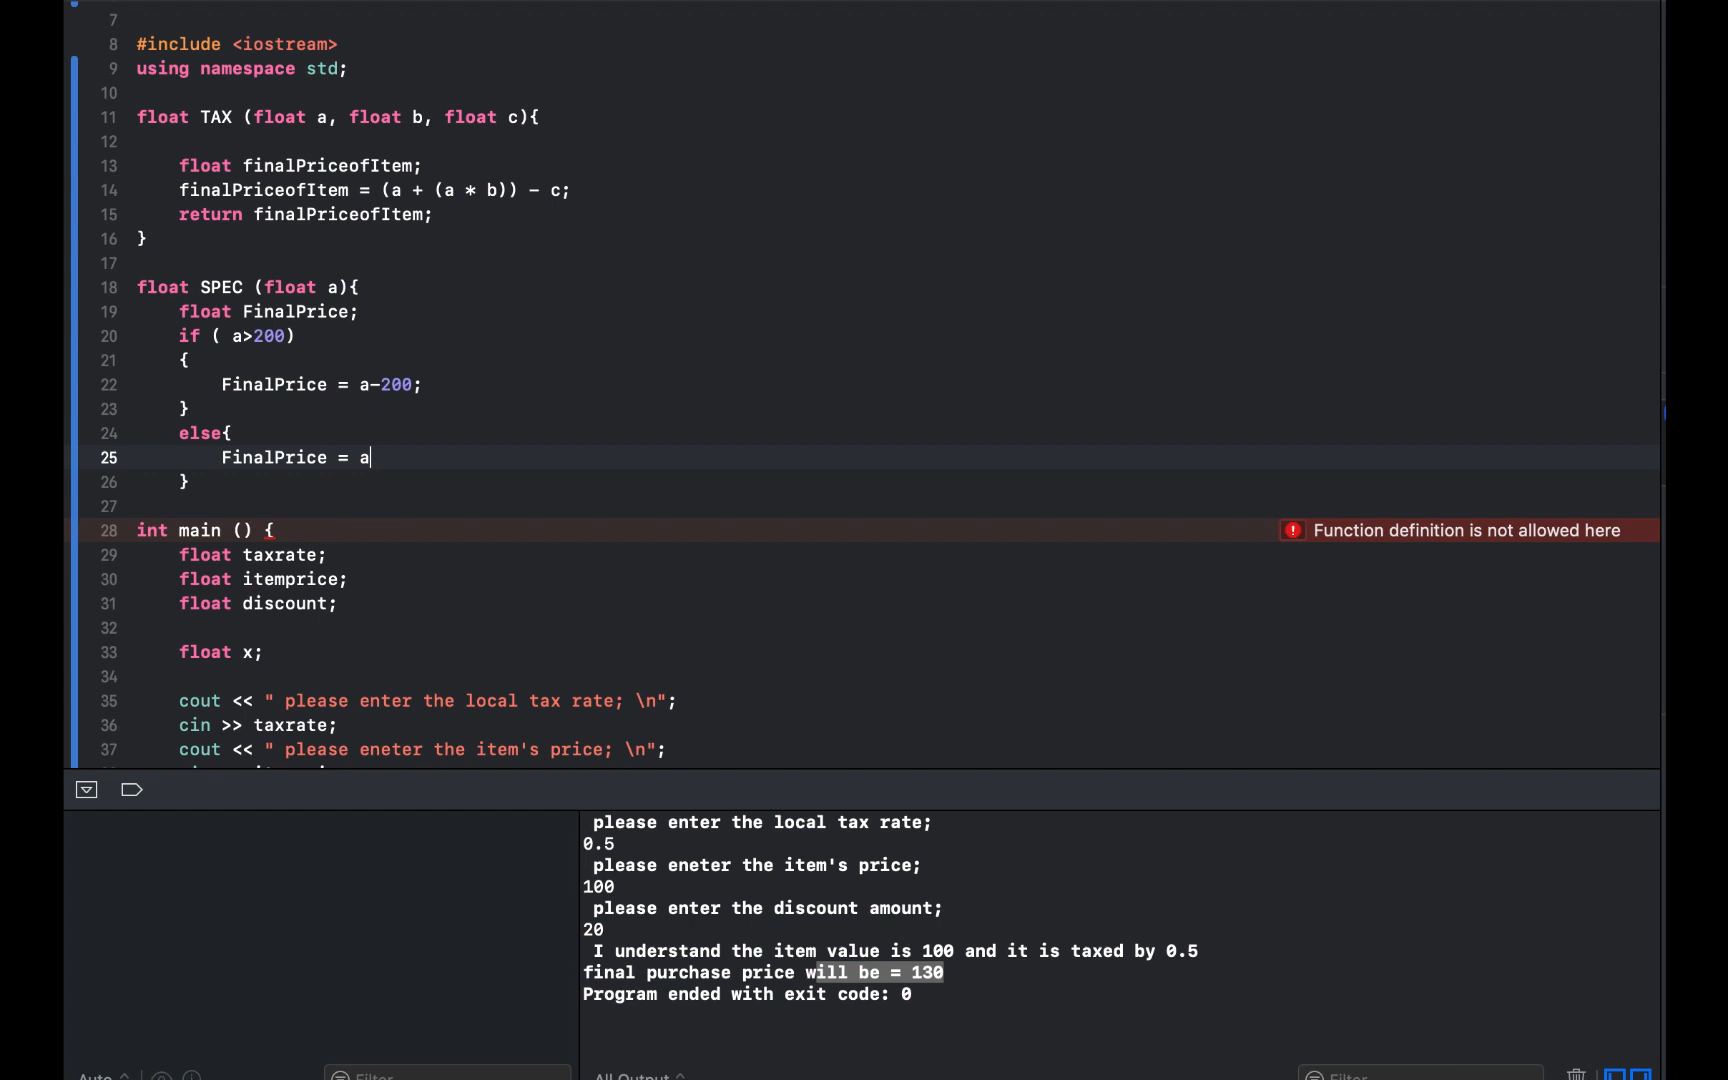 7
8 #include <iostream>
9 using namespace std;
10
11 float TAX (float a, float b, float c){
12
13 float finalPriceofItem;
14 finalPriceofItem = (a + (a * b)) - c;
15 return finalPriceofItem;
16 }
17
18 float SPEC (float a){
19 float FinalPrice;
20 if ( a>200)
21 {
22 FinalPrice = a-200;
23 }
24 else{
25 FinalPrice = a
26 }
27
28 int main () { Function definition is not allowed here
29 float taxrate;
30 float itemprice;
31 float discount;
32
33 float x;
34
35 cout << " please enter the local tax rate; \n";
36 cin >> taxrate;
37 cout << " please eneter the item's price; \n";
please enter the local tax rate;
0.5
please eneter the item's price;
100
please enter the discount amount;
20
I understand the item value is 100 and it is taxed by 0.5
final purchase price will be = 130
Program ended with exit code: 0
Auto Filter All Output Filter